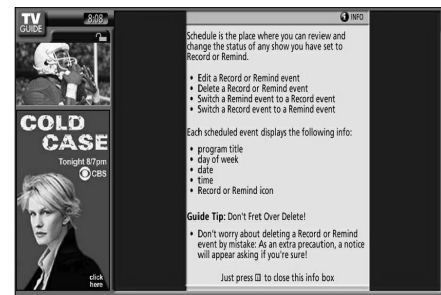 TV
GUIDE
8:08
INFO
Schedule is the place where you can review and
change the status of any show you have set to
Record or Remind.
• Edit a Record or Remind event
• Delete a Record or Remind event
• Switch a Remind event to a Record event
• Switch a Record event to a Remind event
Each scheduled event displays the following info:
• program title
• day of week
• date
• time
• Record or Remind icon
Guide Tip: Don't Fret Over Delete!
• Don't worry about deleting a Record or Remind
event by mistake: As an extra precaution, a notice
will appear asking if you're sure!
Just press to close this info box
COLD
CASE
Tonight 8/7pm
CBS
click
here